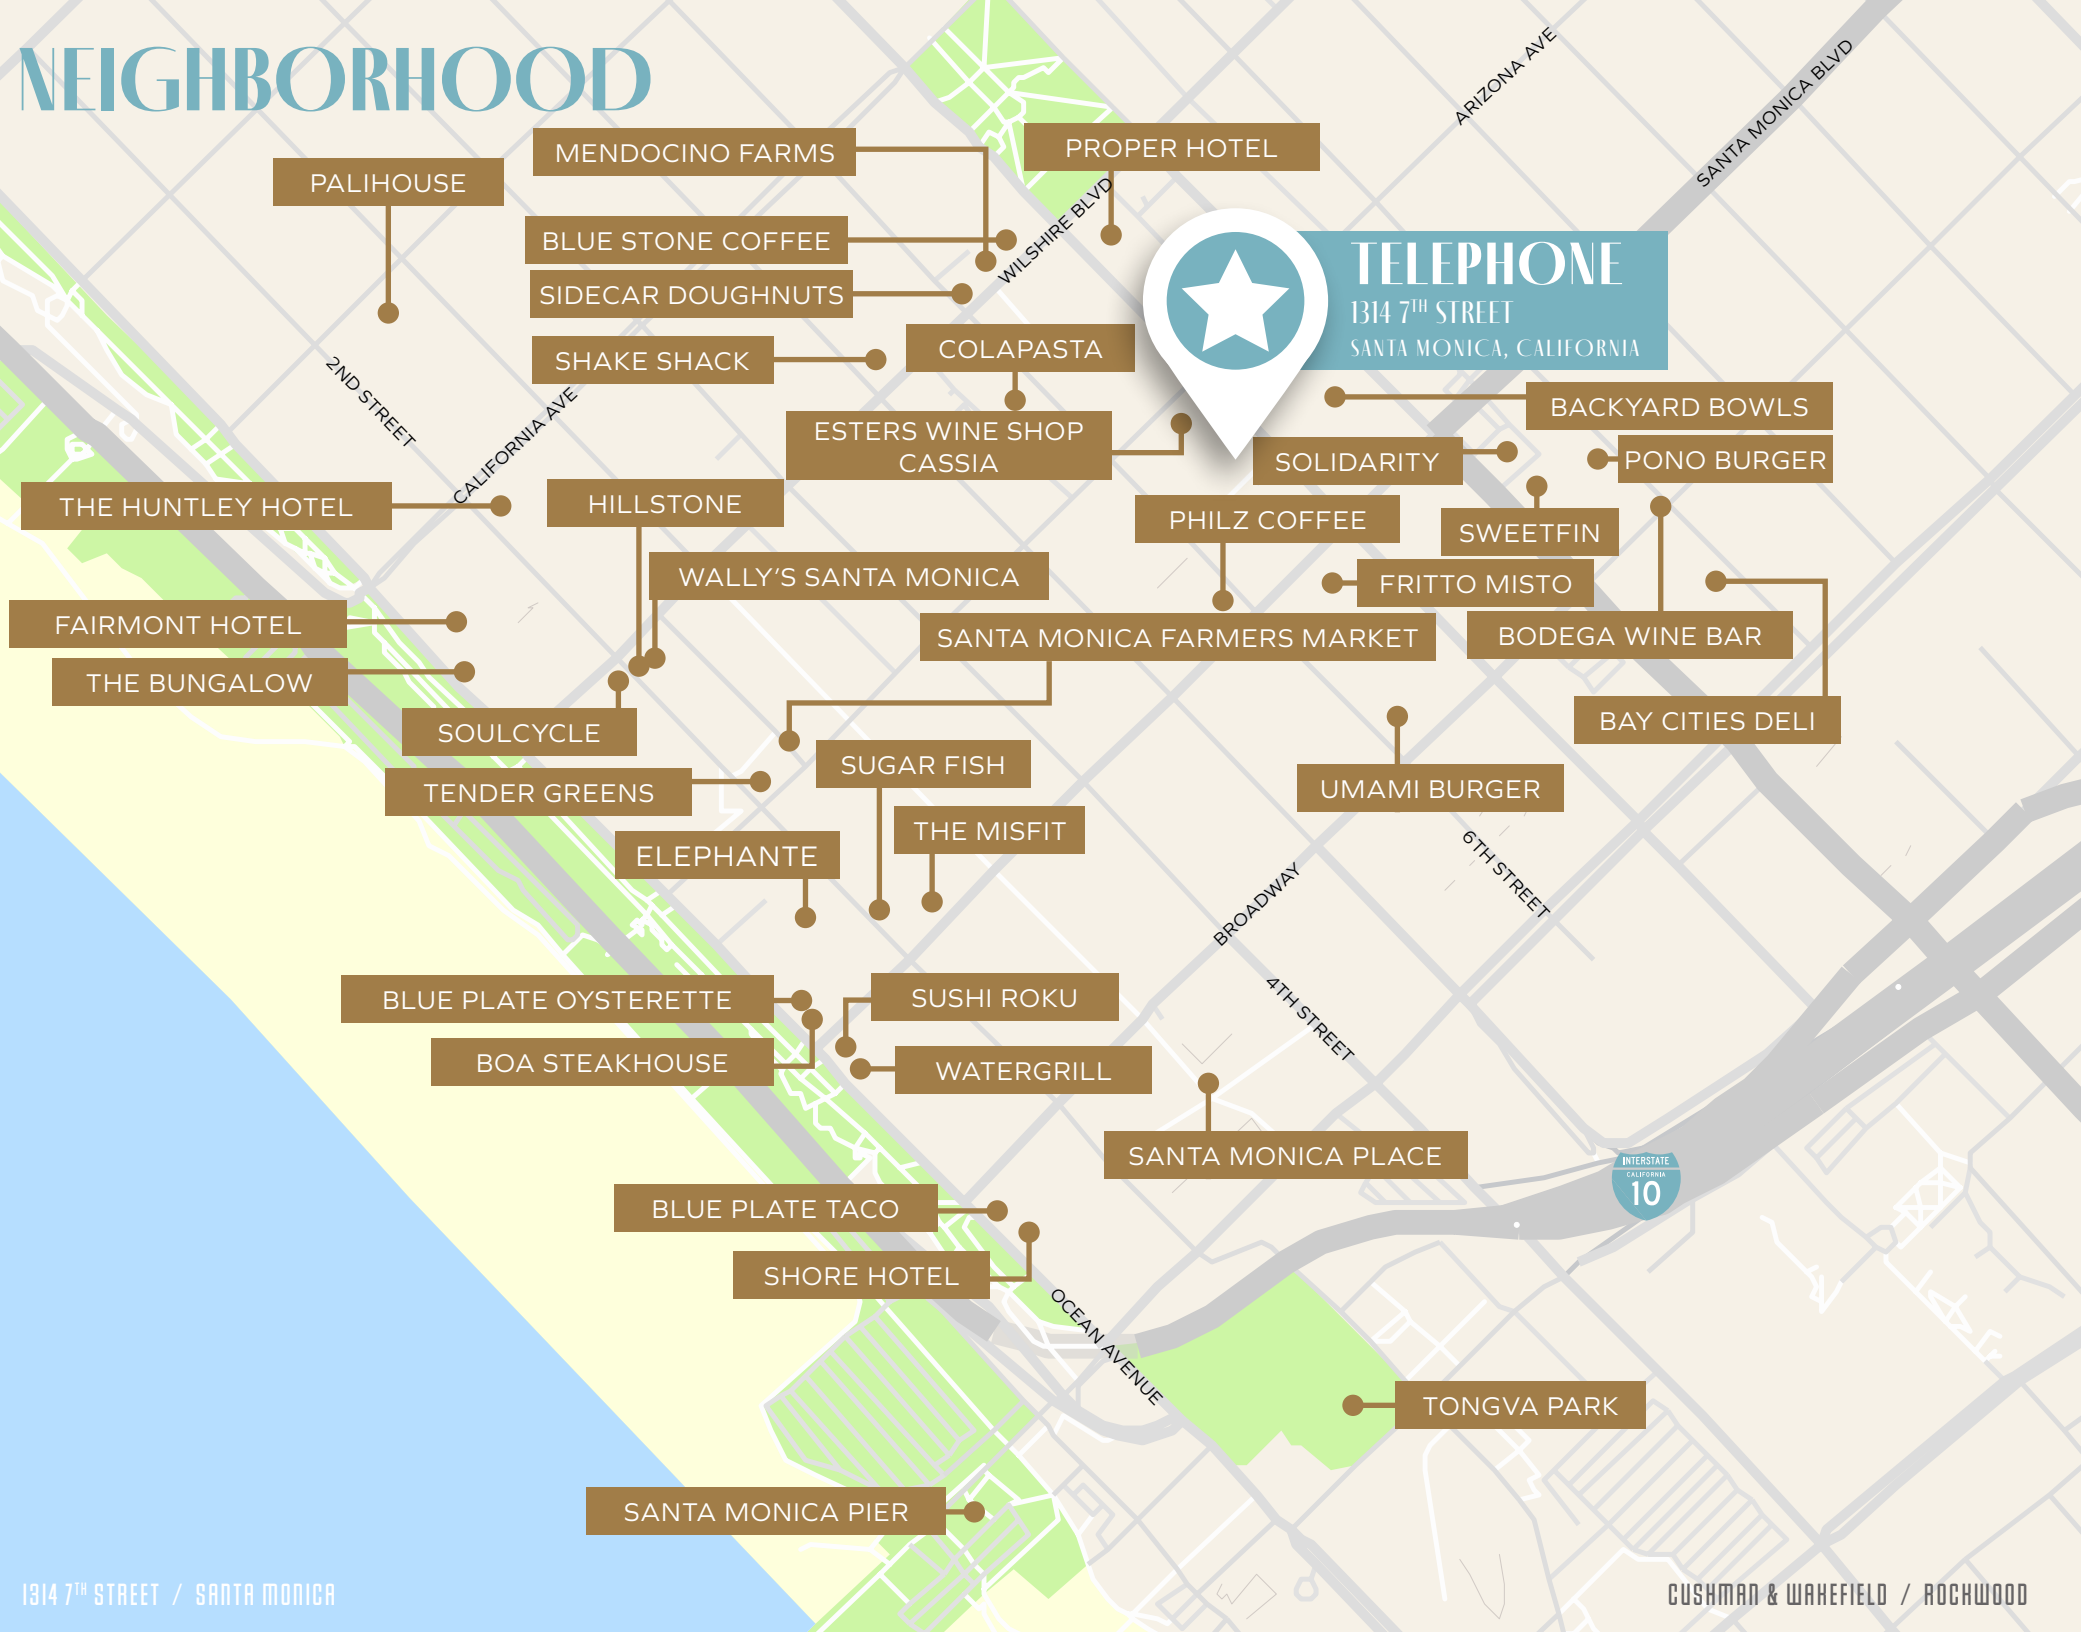 NEIGHBORHOOD
ARIZONA AVE
SANTA MONICA BLVD
MENDOCINO FARMS
PROPER HOTEL
PALIHOUSE
BLUE STONE COFFEE
WILSHIRE BLVD
SIDECAR DOUGHNUTS
TELEPHONE
1314 7TH STREET
SANTA MONICA, CALIFORNIA
SHAKE SHACK
COLAPASTA
2ND STREET
CALIFORNIA AVE
BACKYARD BOWLS
ESTERS WINE SHOP
CASSIA
SOLIDARITY
PONO BURGER
THE HUNTLEY HOTEL
HILLSTONE
PHILZ COFFEE
SWEETFIN
WALLY'S SANTA MONICA
FRITTO MISTO
FAIRMONT HOTEL
SANTA MONICA FARMERS MARKET
BODEGA WINE BAR
THE BUNGALOW
SOULCYCLE
BAY CITIES DELI
SUGAR FISH
TENDER GREENS
UMAMI BURGER
THE MISFIT
ELEPHANTE
BROADWAY
6TH STREET
BLUE PLATE OYSTERETTE
SUSHI ROKU
4TH STREET
BOA STEAKHOUSE
WATERGRILL
SANTA MONICA PLACE
INTERSTATE
CALIFORNIA
10
BLUE PLATE TACO
SHORE HOTEL
OCEAN AVENUE
TONGVA PARK
SANTA MONICA PIER
1314 7TH STREET / SANTA MONICA
CUSHMAN & WAKEFIELD / ROCKWOOD